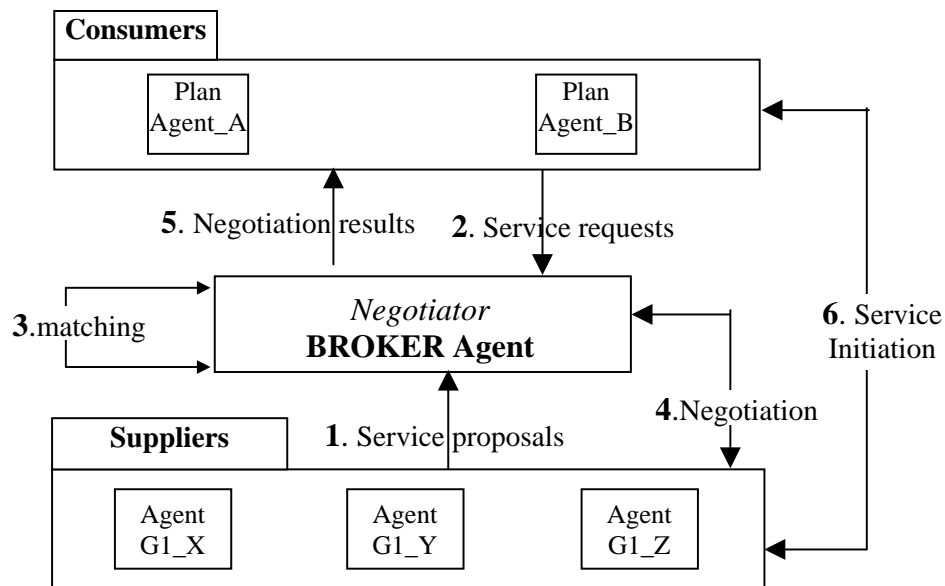 Consumers
Plan
Agent_A
Plan
Agent_B
5. Negotiation results
2. Service requests
3.matching
Negotiator
BROKER Agent
6. Service
Initiation
4.Negotiation
Suppliers
1. Service proposals
Agent
G1_X
Agent
G1_Y
Agent
G1_Z